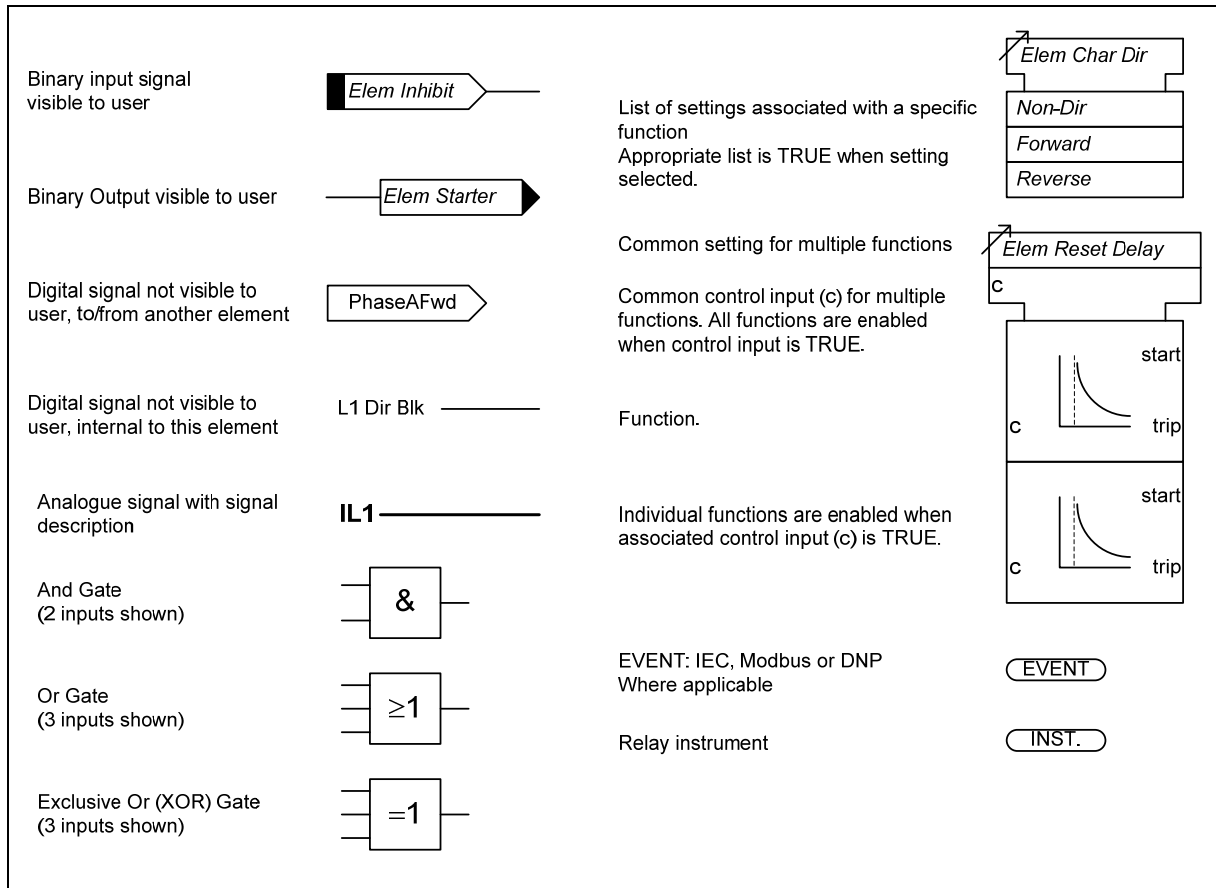 Binary input signal
visible to user
Elem Inhibit
Binary Output visible to user
Elem Starter
Digital signal not visible to
user, to/from another element
PhaseAFwd
Digital signal not visible to
user, internal to this element
L1 Dir Blk
Analogue signal with signal
description
IL1
And Gate
(2 inputs shown)
&
Or Gate
(3 inputs shown)
≥1
Exclusive Or (XOR) Gate
(3 inputs shown)
=1
List of settings associated with a specific
function
Appropriate list is TRUE when setting
selected.
Elem Char Dir
Non-Dir
Forward
Reverse
Common setting for multiple functions
Elem Reset Delay
Common control input (c) for multiple
functions. All functions are enabled
when control input is TRUE.
c
Function.
start
c
trip
Individual functions are enabled when
associated control input (c) is TRUE.
start
c
trip
EVENT: IEC, Modbus or DNP
Where applicable
EVENT
Relay instrument
INST.